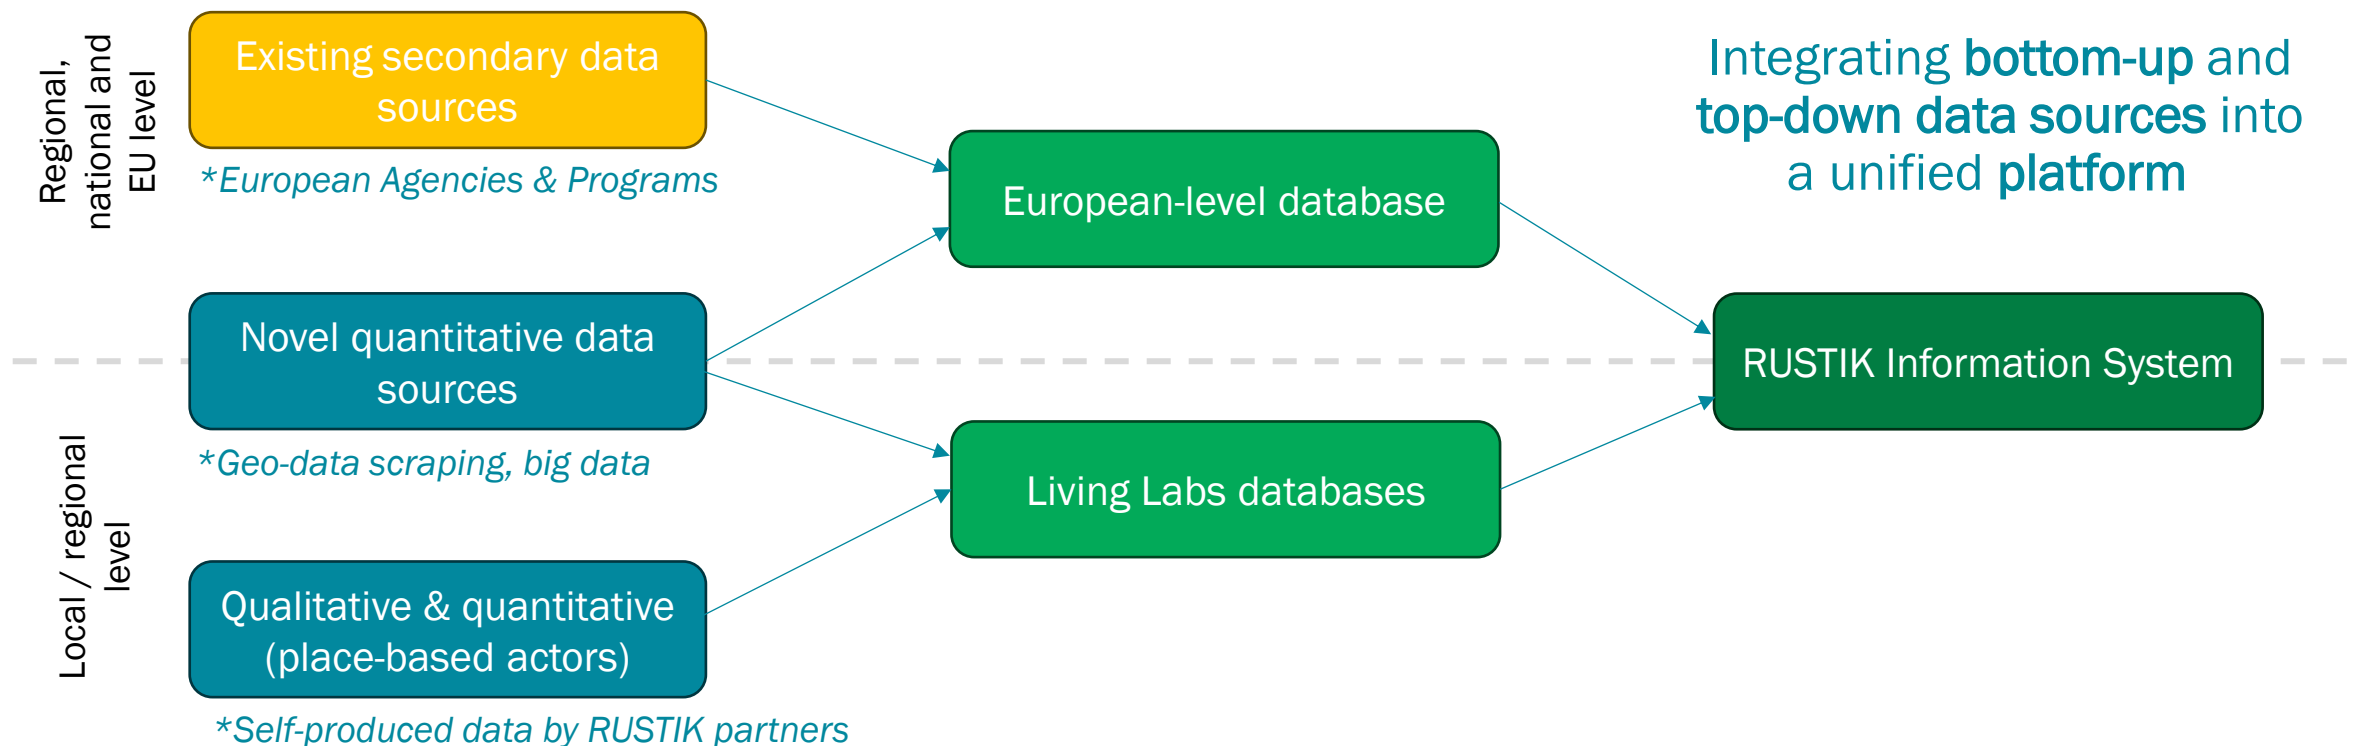 Regional,
national and
EU level
Existing secondary data
sources
*European Agencies & Programs
European-level database
Integrating bottom-up and
top-down data sources into
a unified platform
Novel quantitative data
sources
*Geo-data scraping, big data
RUSTIK Information System
Local / regional
level
Living Labs databases
Qualitative & quantitative
(place-based actors)
*Self-produced data by RUSTIK partners